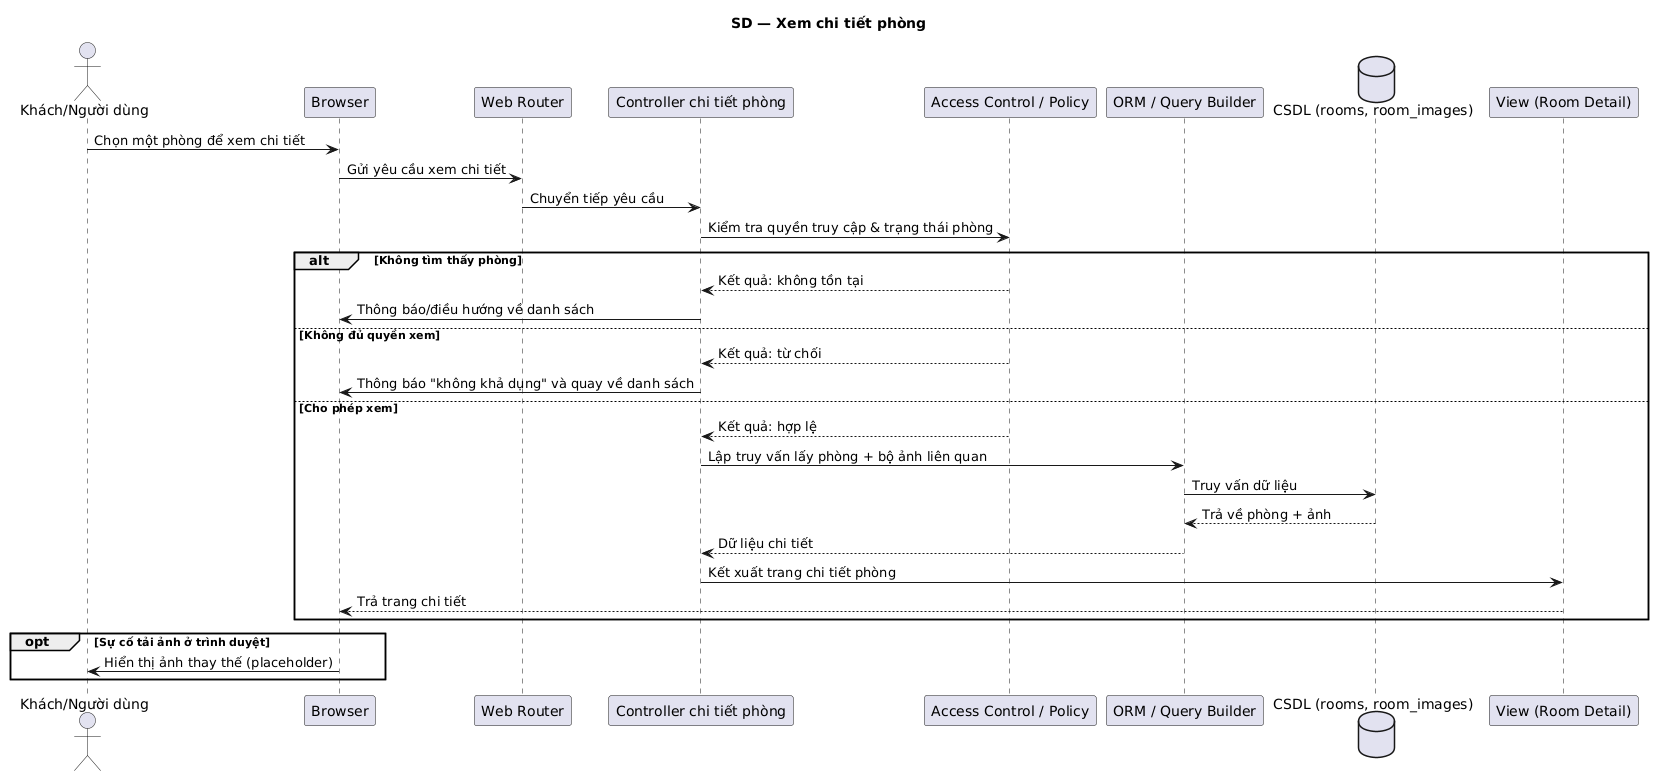 SD — Xem chi tiết phòng
Khách/Người dùng
Browser
Web Router
Controller chi tiết phòng
Access Control / Policy
ORM / Query Builder
CSDL (rooms, room_images)
View (Room Detail)
Chọn một phòng để xem chi tiết
Gửi yêu cầu xem chi tiết
Chuyển tiếp yêu cầu
Kiểm tra quyền truy cập & trạng thái phòng
alt [Không tìm thấy phòng]
Kết quả: không tồn tại
Thông báo/điều hướng về danh sách
[Không đủ quyền xem]
Kết quả: từ chối
Thông báo "không khả dụng" và quay về danh sách
[Cho phép xem]
Kết quả: hợp lệ
Lập truy vấn lấy phòng + bộ ảnh liên quan
Truy vấn dữ liệu
Trả về phòng + ảnh
Dữ liệu chi tiết
Kết xuất trang chi tiết phòng
Trả trang chi tiết
opt [Sự cố tải ảnh ở trình duyệt]
Hiển thị ảnh thay thế (placeholder)
Khách/Người dùng
Browser
Web Router
Controller chi tiết phòng
Access Control / Policy
ORM / Query Builder
CSDL (rooms, room_images)
View (Room Detail)